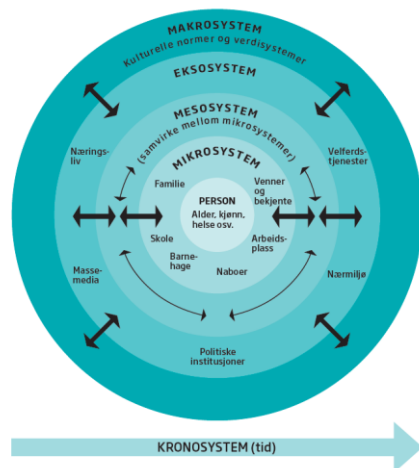 MAKROSYSTEM
Kulturelle normer og verdisystemer
EKSOSYSTEM
MESOSYSTEM
(samvirke mellom mikrosystemer)
MIKROSYSTEM
Nærings-
liv
Velferds-
tjenester
Familie
Venner
og
bekjente
PERSON
Alder, kjønn,
helse osv.
Skole
Arbeids-
plass
Barne-
hage
Naboer
Masse-
media
Nærmiljø
Politiske
institusjoner
KRONOSYSTEM (tid)